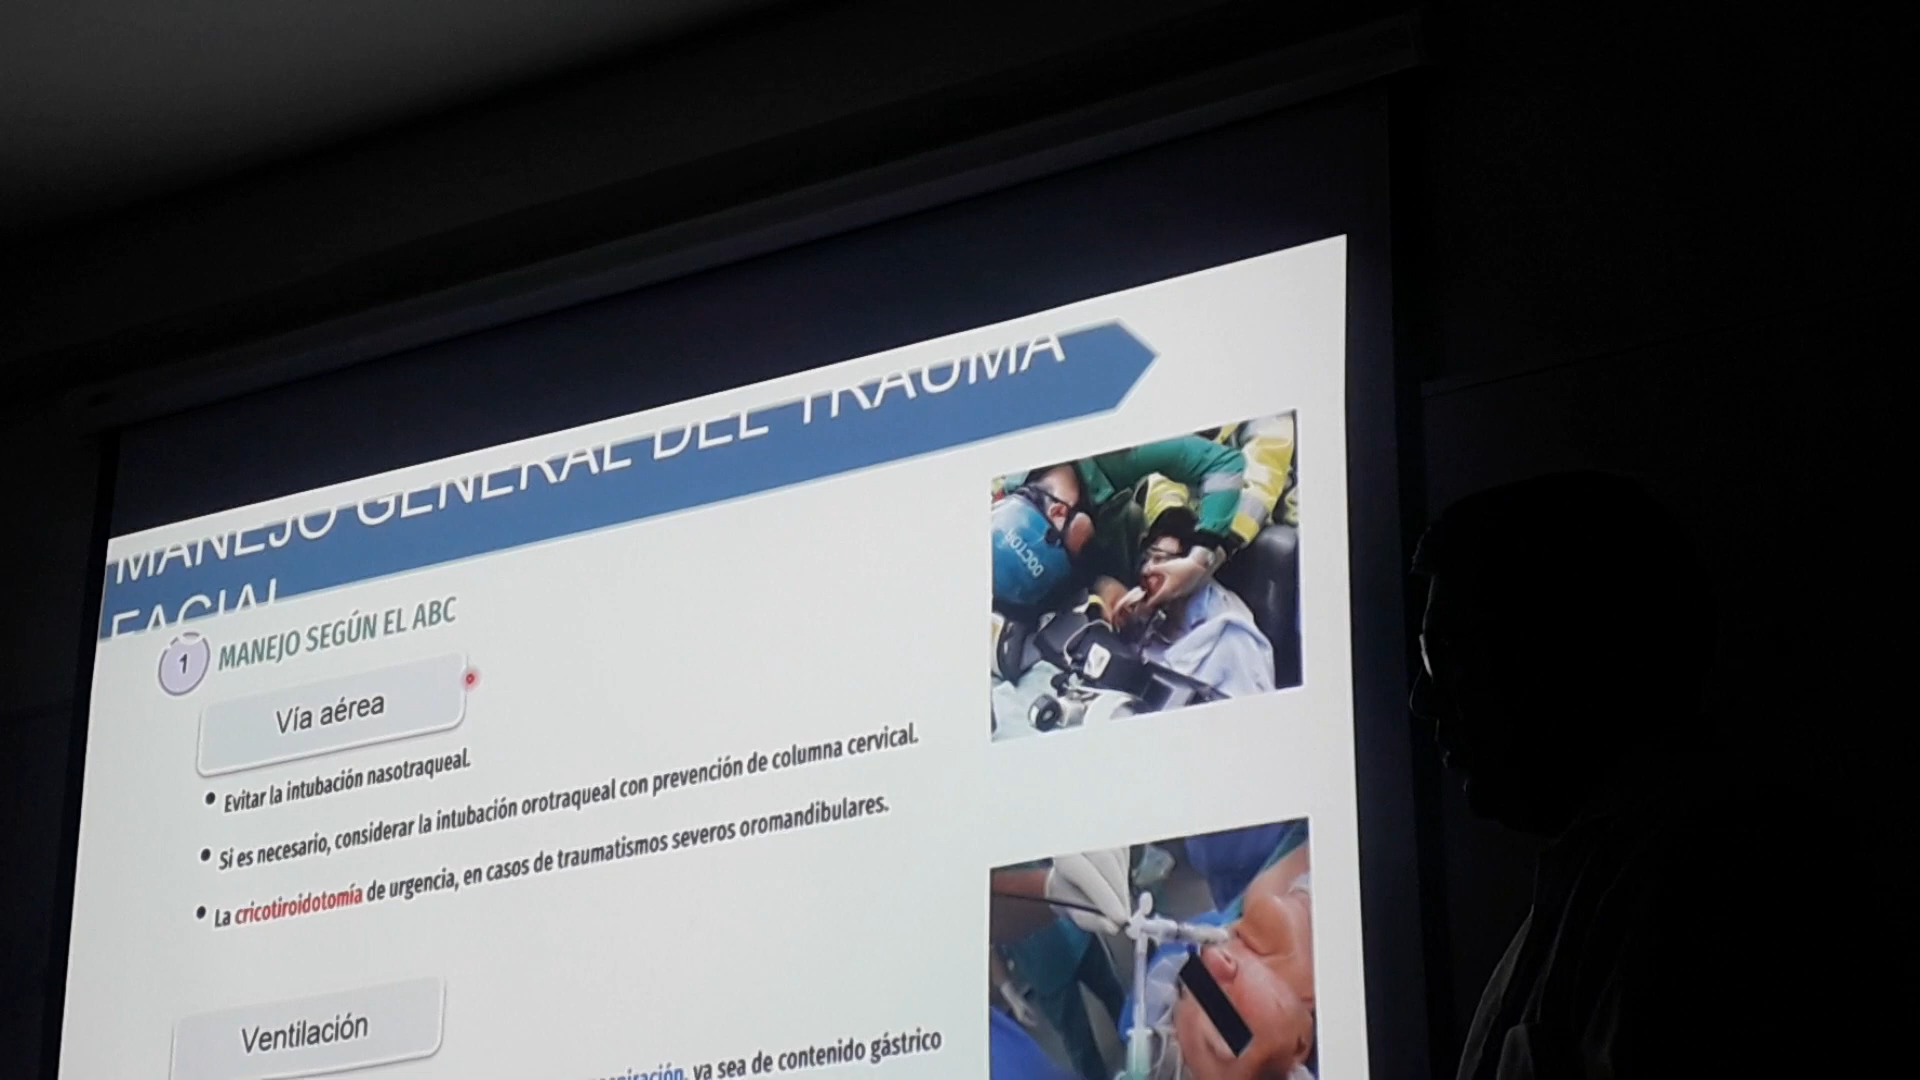 MANEJO GENERAL DEL TRAUMA
FACIAL
1 MANEJO SEGÚN EL ABC
DOCTOR
Vía aérea
• Evitar la intubación nasotraqueal.
• Si es necesario, considerar la intubación orotraqueal con prevención de columna cervical.
• La cricotiroidotomía de urgencia, en casos de traumatismos severos oromandibulares.
Ventilación
ya sea de contenido gástrico